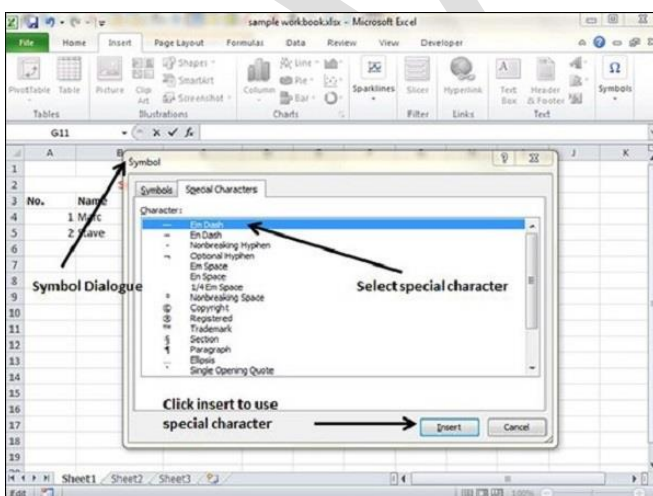 sample workbook.xlsx - Microsoft Excel
File Home Insert Page Layout Formulas Data Review View Developer
PivotTable Table Picture Clip Art Shapes SmartArt Screenshot Column Line Pie Bar Sparklines Slicer Hyperlink Text Box Header & Footer Symbols
Tables Illustrations Charts Filter Links Text
G11 fx
A B J K
1
2
3 No. Name
4 1 Marc
5 2 Stave
6
7
8
9
10
11
12
13
14
15
16
17
18
19
Symbol
Symbols Special Characters
Character:
— Em Dash
– En Dash
- Nonbreaking Hyphen
¬ Optional Hyphen
Em Space
En Space
1/4 Em Space
° Nonbreaking Space
© Copyright
® Registered
™ Trademark
§ Section
¶ Paragraph
… Ellipsis
‘ Single Opening Quote
Insert Cancel
Symbol Dialogue
Select special character
Click insert to use
special character
Sheet1 Sheet2 Sheet3
Edit 100%